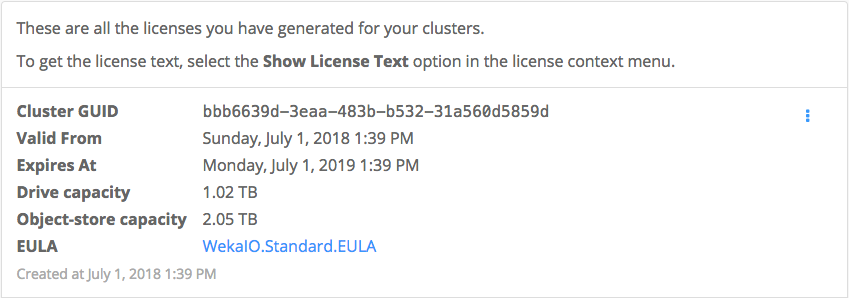 These are all the licenses you have generated for your clusters.
To get the license text, select the Show License Text option in the license context menu.
Cluster GUID bbb6639d-3eaa-483b-b532-31a560d5859d
Valid From Sunday, July 1, 2018 1:39 PM
Expires At Monday, July 1, 2019 1:39 PM
Drive capacity 1.02 TB
Object-store capacity 2.05 TB
EULA WekaIO.Standard.EULA
Created at July 1, 2018 1:39 PM